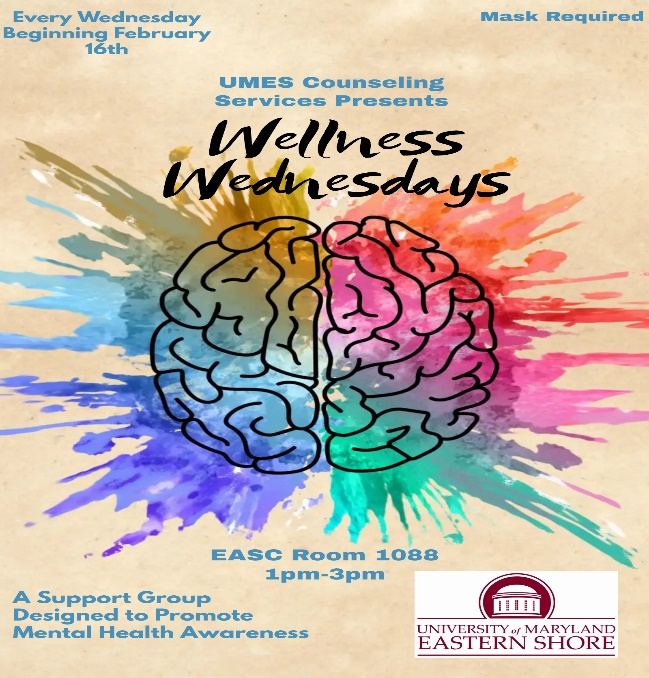 Every Wednesday
Beginning February
16th
Mask Required
UMES Counseling
Services Presents
Wellness
Wednesdays
EASC Room 1088
1pm-3pm
A Support Group
Designed to Promote
Mental Health Awareness
UNIVERSITY of MARYLAND
EASTERN SHORE